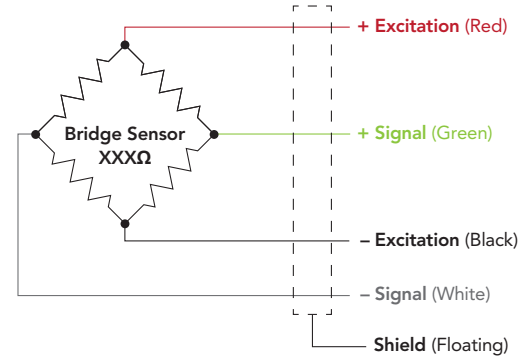 + Excitation (Red)
Bridge Sensor
XXXΩ
+ Signal (Green)
– Excitation (Black)
– Signal (White)
Shield (Floating)